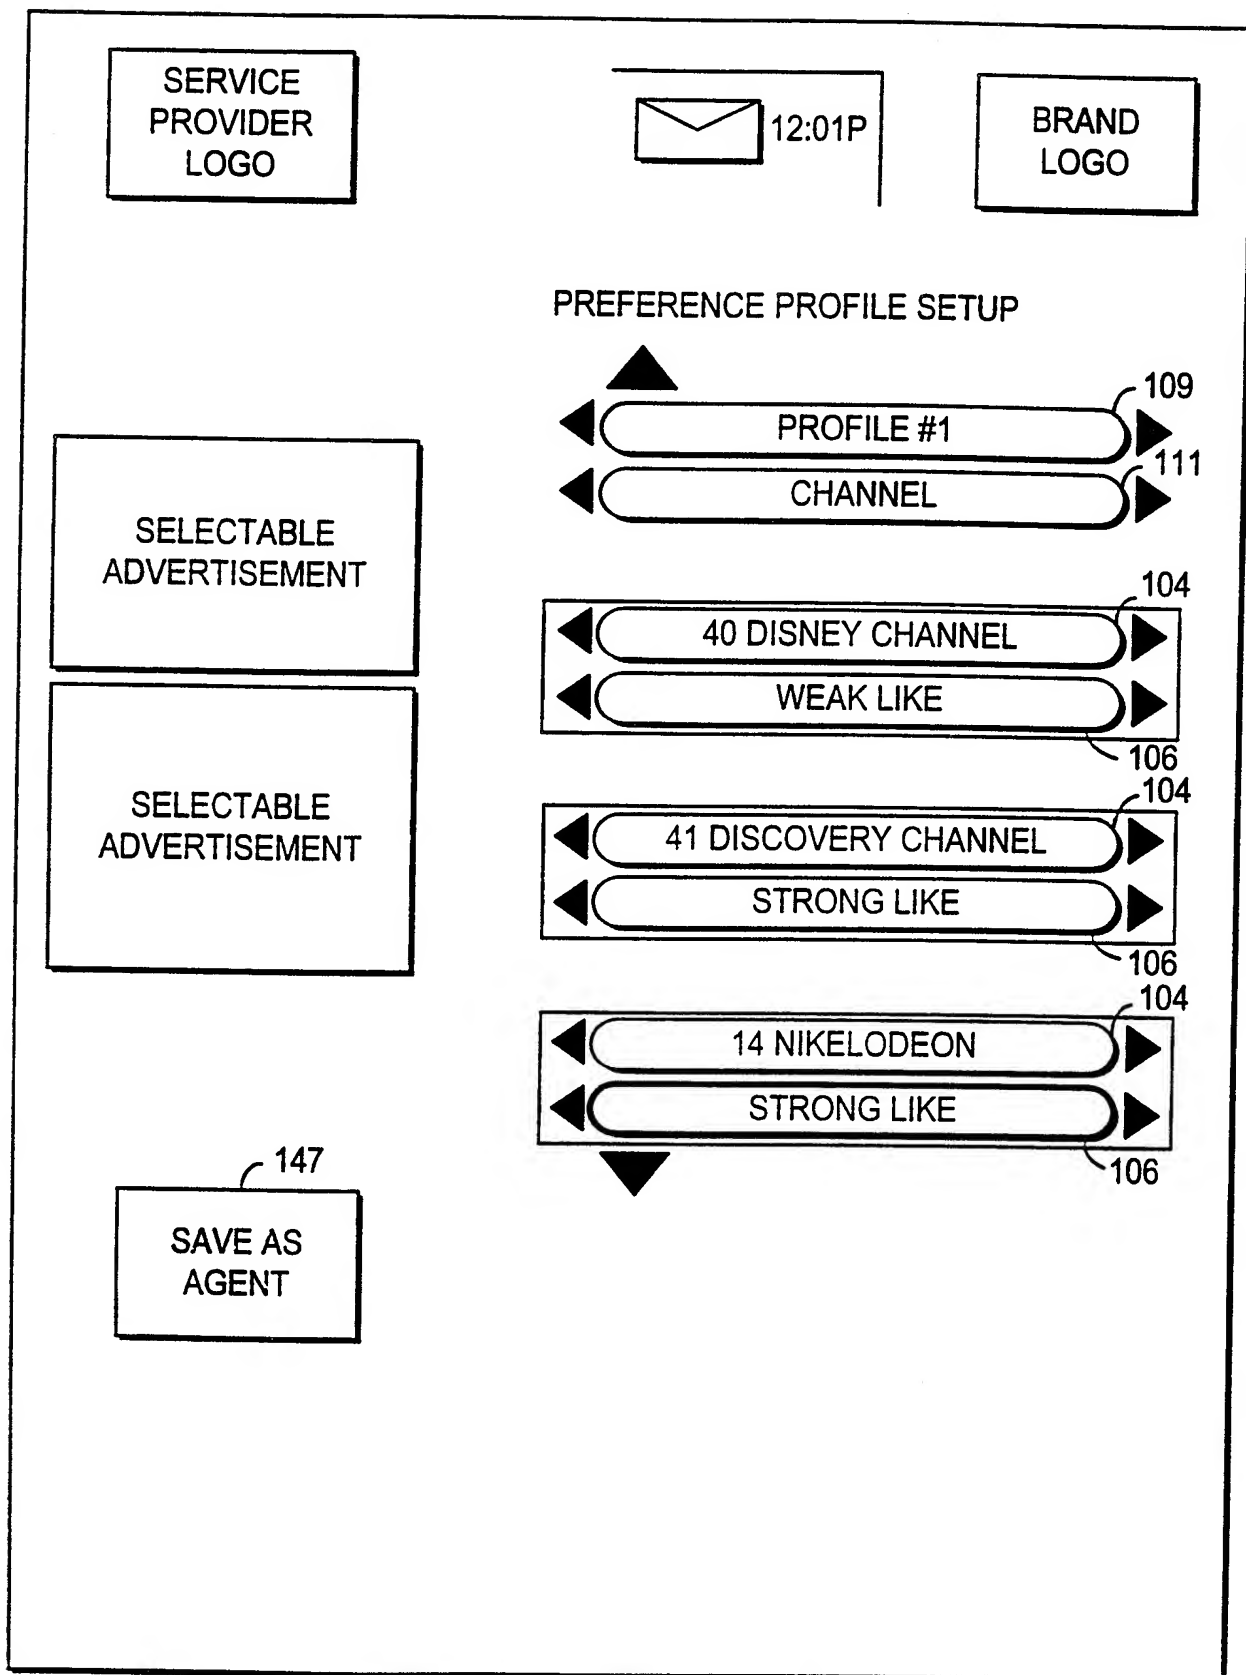 SERVICE
PROVIDER
LOGO
12:01P
BRAND
LOGO
PREFERENCE PROFILE SETUP
109
PROFILE #1
111
CHANNEL
SELECTABLE
ADVERTISEMENT
104
40 DISNEY CHANNEL
WEAK LIKE
106
SELECTABLE
ADVERTISEMENT
104
41 DISCOVERY CHANNEL
STRONG LIKE
106
104
14 NIKELODEON
STRONG LIKE
106
147
SAVE AS
AGENT